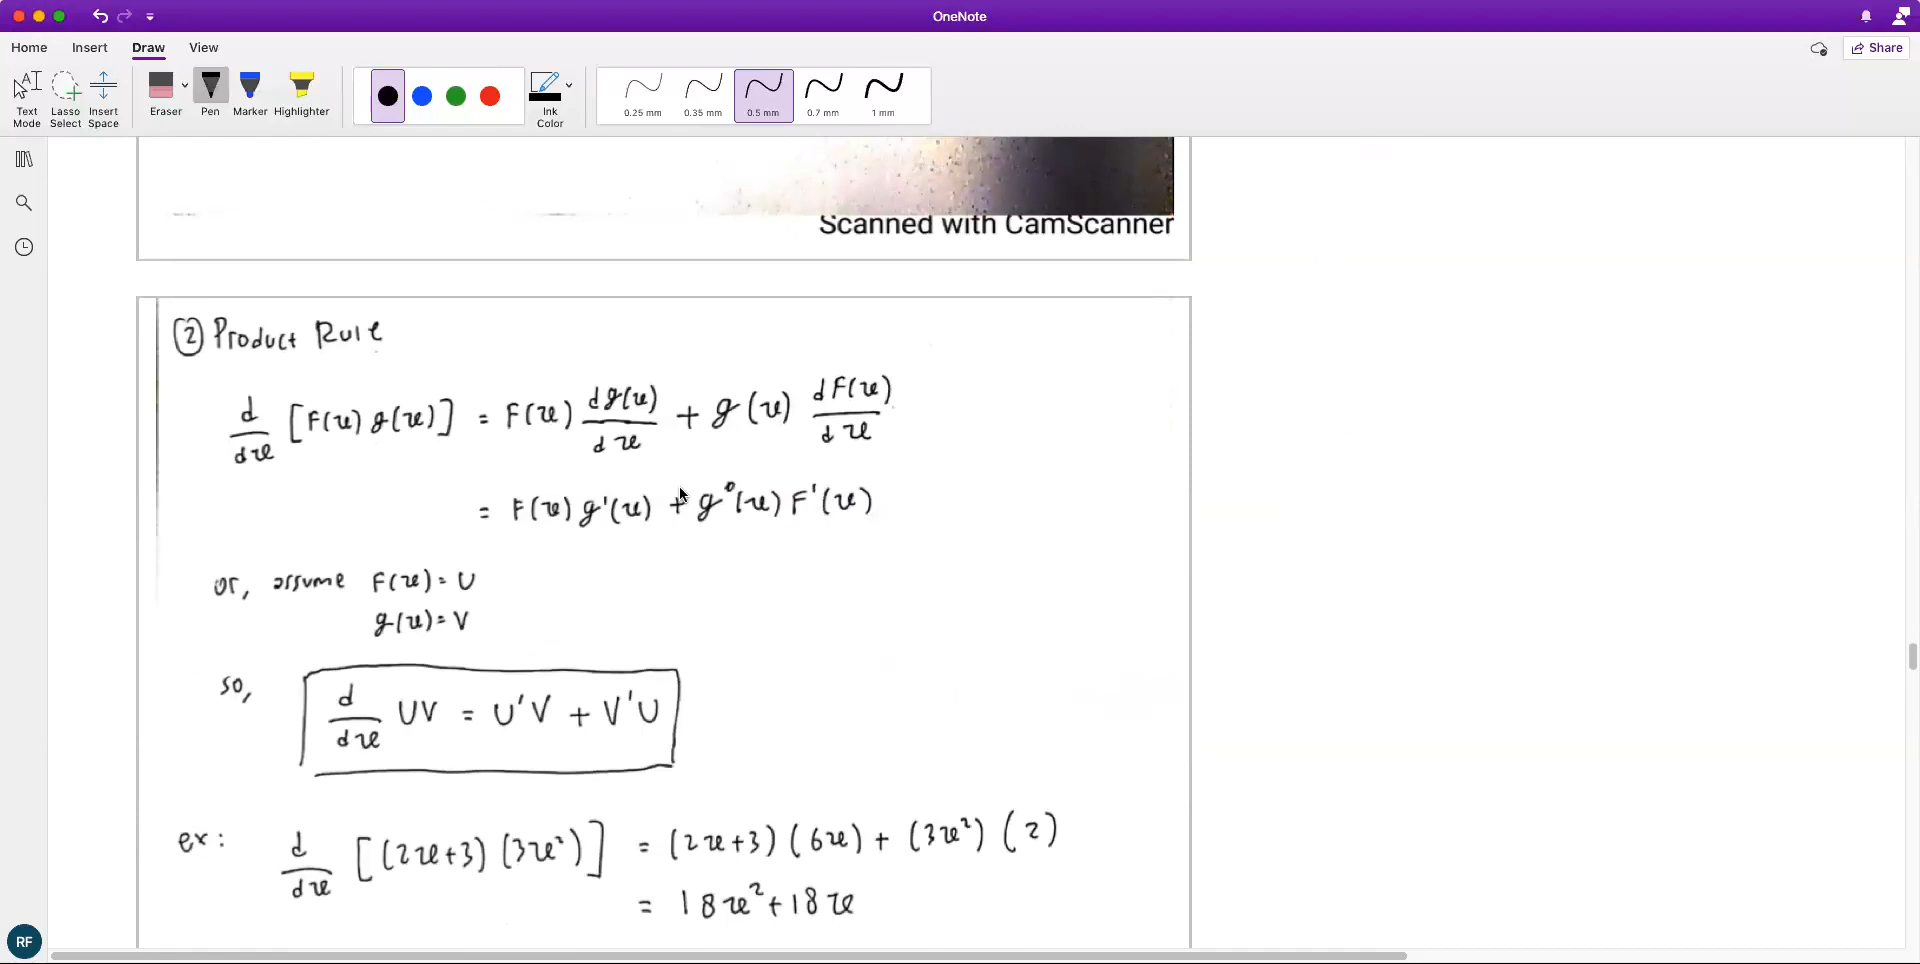 OneNote
Home Insert Draw View
Share
Text Mode Lasso Select Insert Space Eraser Pen Marker Highlighter Ink Color 0.25 mm 0.35 mm 0.5 mm 0.7 mm 1 mm
Scanned with CamScanner
② Product Rule
d/dx [F(x) g(x)] = F(x) dg(x)/dx + g(x) dF(x)/dx
= F(x) g'(x) + g°(x) F'(x)
or, assume F(x) = U
g(x) = V
so, d/dx UV = U'V + V'U
ex: d/dx [(2x+3) (3x²)] = (2x+3) (6x) + (3x²) (2)
= 18x² + 18x
RF